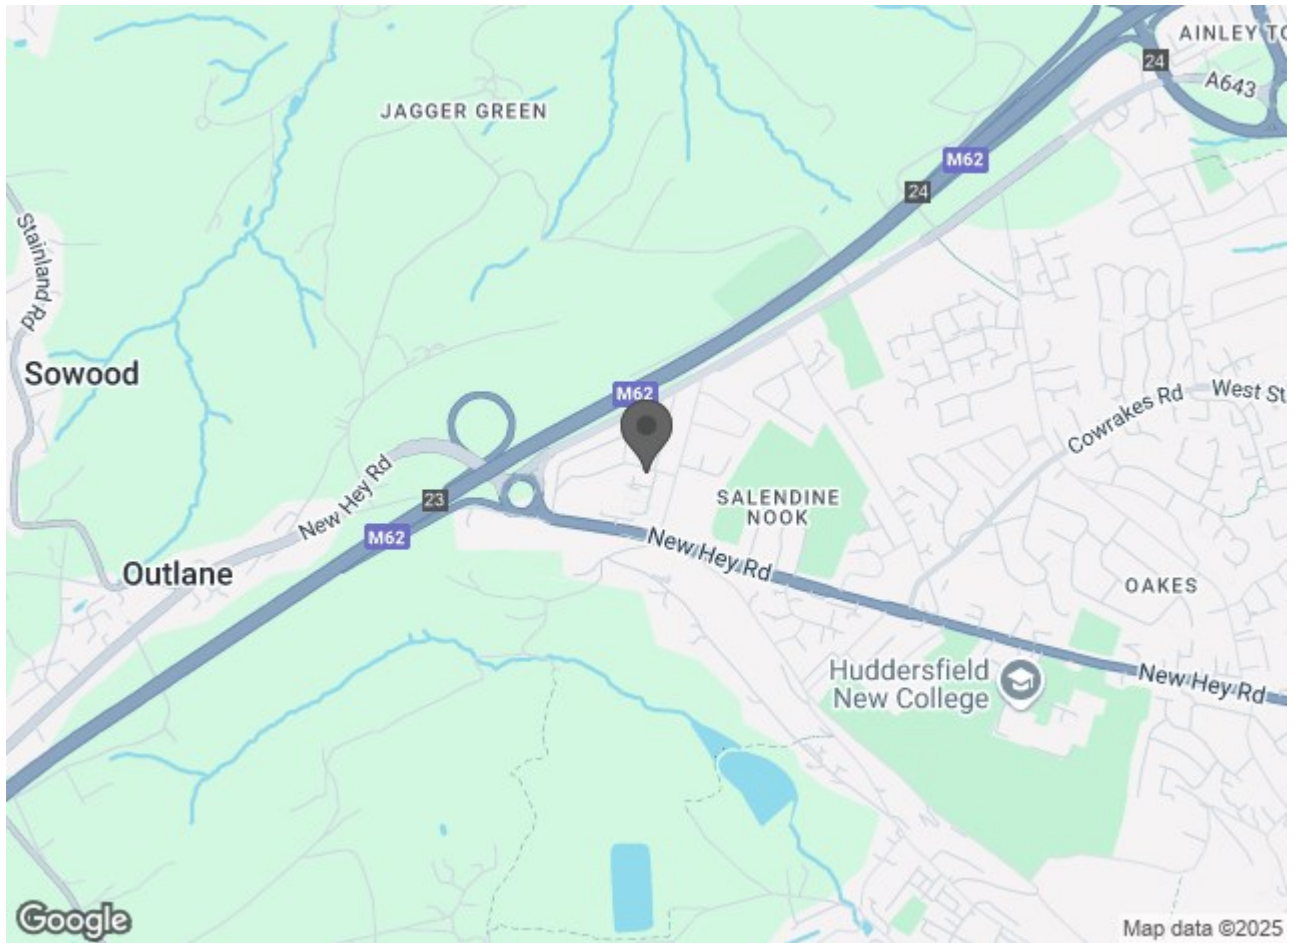 AINLEY TO
24
A643
JAGGER GREEN
M62
24
Stainland Rd
Sowood
M62
Cowrakes Rd
West St
New Hey Rd
23
SALENDINE
NOOK
M62
New Hey Rd
Outlane
OAKES
Huddersfield
New College
New Hey Rd
Google
Map data ©2025